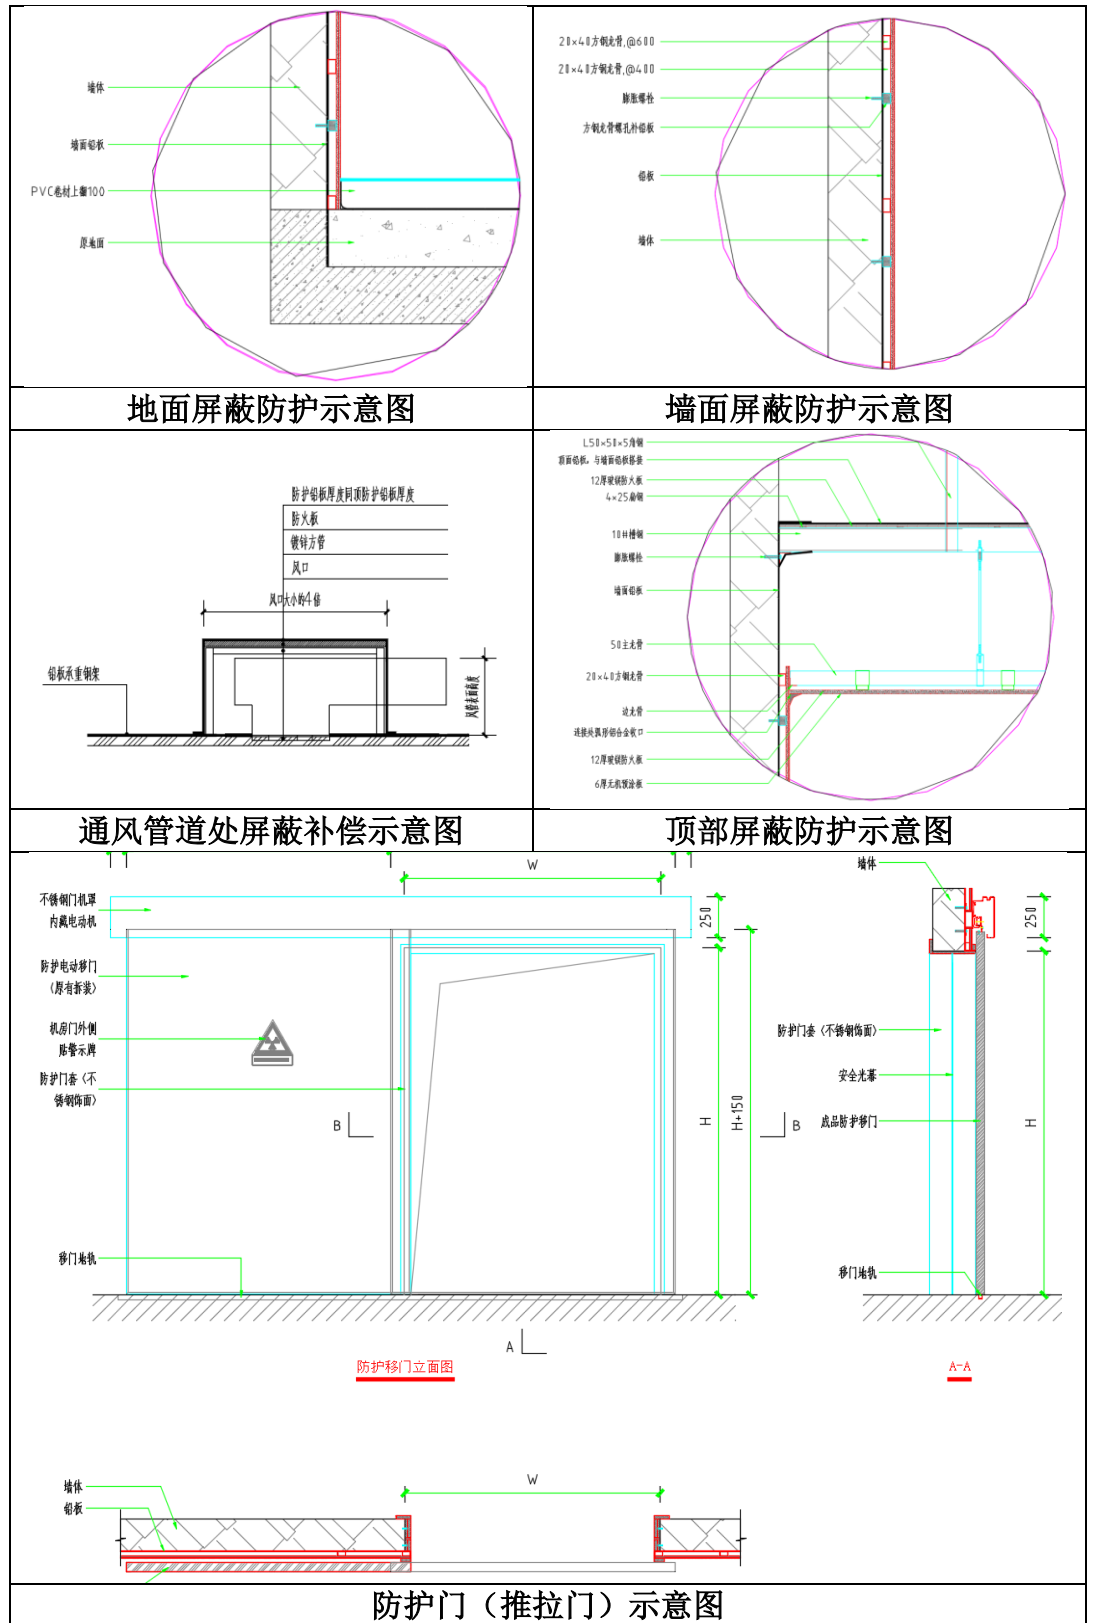 墙体
墙面铅板
PVC卷材上翻100
原地面
地面屏蔽防护示意图
20×40方钢龙骨,@600
20×40方钢龙骨,@400
膨胀螺栓
方钢龙骨螺孔补铅板
铅板
墙体
墙面屏蔽防护示意图
防护铅板厚度同顶防护铅板厚度
防火板
镀锌方管
风口
风口大小的4倍
铅板承重钢架
风管表面高度
通风管道处屏蔽补偿示意图
L50×50×5角钢
顶面铅板，与墙面铅板搭接
12厚玻镁防火板
4×25扁钢
10#槽钢
膨胀螺栓
墙面铅板
50主龙骨
20×40方钢龙骨
边龙骨
连接处弧形铝合金收口
12厚玻镁防火板
6厚无机预涂板
顶部屏蔽防护示意图
不锈钢门机罩
内藏电动机
防护电动移门
（原有拆装）
机房门外侧
贴警示牌
防护门套（不
锈钢饰面）
移门地轨
W
250
H
H+150
B
B
A
防护移门立面图
墙体
250
防护门套（不锈钢饰面）
安全光幕
成品防护移门
H
移门地轨
A-A
墙体
铅板
W
防护门（推拉门）示意图